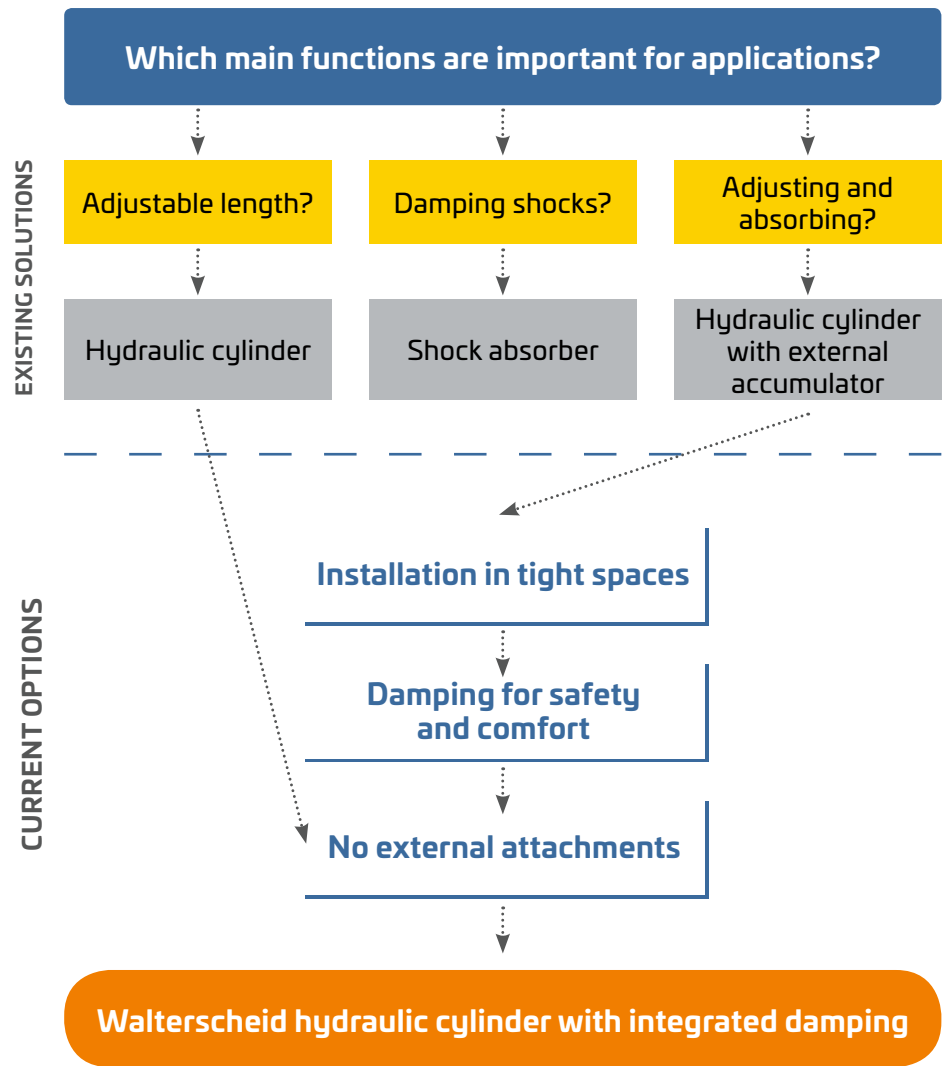 Which main functions are important for applications?
EXISTING SOLUTIONS
Adjustable length?
Damping shocks?
Adjusting and
absorbing?
Hydraulic cylinder
Shock absorber
Hydraulic cylinder
with external
accumulator
CURRENT OPTIONS
Installation in tight spaces
Damping for safety
and comfort
No external attachments
Walterscheid hydraulic cylinder with integrated damping